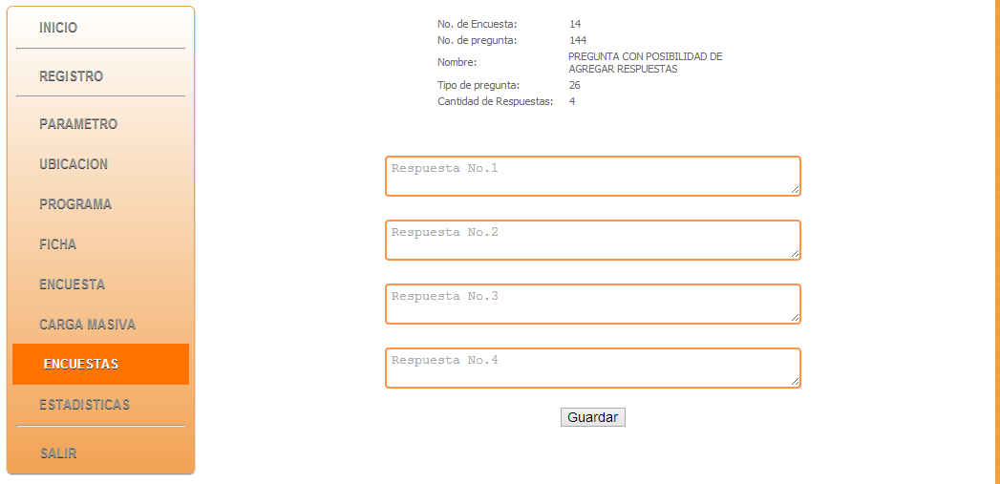 INICIO
REGISTRO
PARAMETRO
UBICACION
PROGRAMA
FICHA
ENCUESTA
CARGA MASIVA
ENCUESTAS
ESTADISTICAS
SALIR
No. de Encuesta: 14
No. de pregunta: 144
Nombre: PREGUNTA CON POSIBILIDAD DE
AGREGAR RESPUESTAS
Tipo de pregunta: 26
Cantidad de Respuestas: 4
Respuesta No.1
Respuesta No.2
Respuesta No.3
Respuesta No.4
Guardar